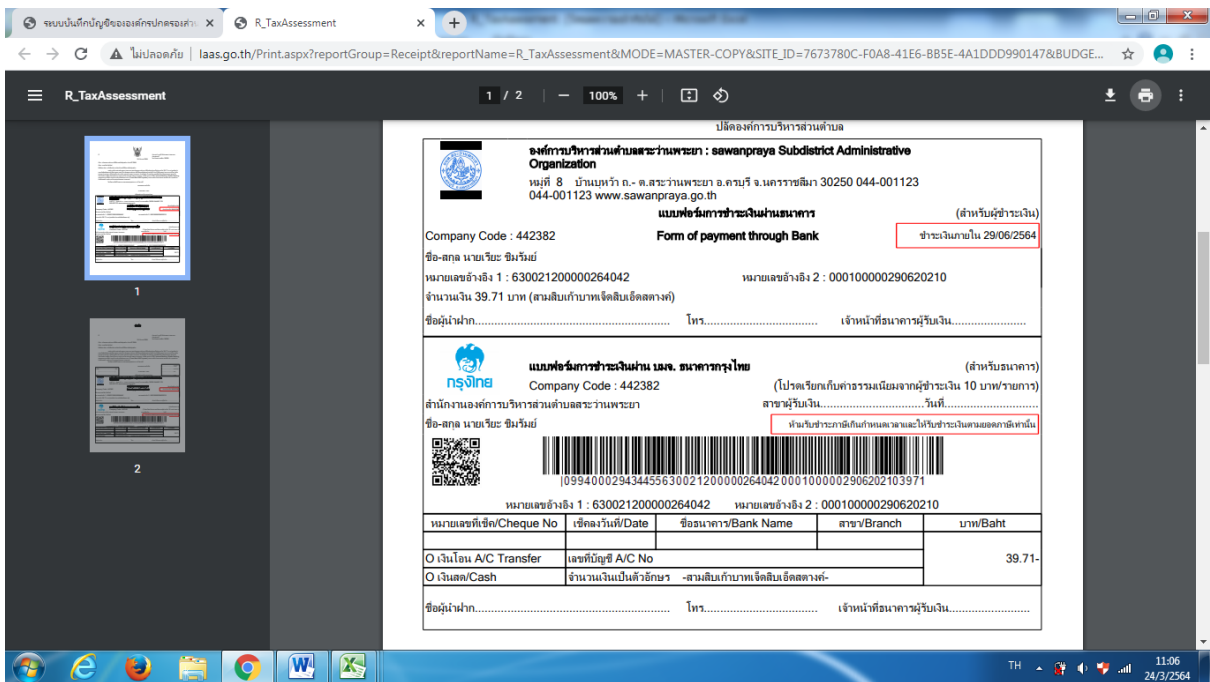 ระบบบันทึกบัญชีขององค์กรปกครองส่วน
R_TaxAssessment
ไม่ปลอดภัย | laas.go.th/Print.aspx?reportGroup=Receipt&reportName=R_TaxAssessment&MODE=MASTER-COPY&SITE_ID=7673780C-F0A8-41E6-BB5E-4A1DDD990147&BUDGE...
R_TaxAssessment
1 / 2
100%
ปลัดองค์การบริหารส่วนตำบล
องค์การบริหารส่วนตำบลสระว่านพระยา : sawanpraya Subdistrict Administrative
Organization
หมู่ที่ 8 บ้านบุหว้า ถ.- ต.สระว่านพระยา อ.ครบุรี จ.นครราชสีมา 30250 044-001123
044-001123 www.sawanpraya.go.th
แบบฟอร์มการชำระเงินผ่านธนาคาร (สำหรับผู้ชำระเงิน)
Company Code : 442382 Form of payment through Bank ชำระเงินภายใน 29/06/2564
ชื่อ-สกุล นายเรียะ ชิมรัมย์
หมายเลขอ้างอิง 1 : 630021200000264042 หมายเลขอ้างอิง 2 : 000100000290620210
จำนวนเงิน 39.71 บาท (สามสิบเก้าบาทเจ็ดสิบเอ็ดสตางค์)
ชื่อผู้นำฝาก.................... โทร.................... เจ้าหน้าที่ธนาคารผู้รับเงิน....................
กรุงไทย
แบบฟอร์มการชำระเงินผ่าน บมจ. ธนาคารกรุงไทย (สำหรับธนาคาร)
Company Code : 442382 (โปรดเรียกเก็บค่าธรรมเนียมจากผู้ชำระเงิน 10 บาท/รายการ)
สำนักงานองค์การบริหารส่วนตำบลสระว่านพระยา สาขาผู้รับเงิน....................วันที่....................
ชื่อ-สกุล นายเรียะ ชิมรัมย์ ห้ามรับชำระภาษีเกินกำหนดเวลาและให้รับชำระเงินตามยอดภาษีเท่านั้น
|099400029434455630021200000264042 000100000290620210 3971
หมายเลขอ้างอิง 1 : 630021200000264042 หมายเลขอ้างอิง 2 : 000100000290620210
หมายเลขที่เช็ค/Cheque No เช็คลงวันที่/Date ชื่อธนาคาร/Bank Name สาขา/Branch บาท/Baht
O เงินโอน A/C Transfer เลขที่บัญชี A/C No 39.71-
O เงินสด/Cash จำนวนเงินเป็นตัวอักษร -สามสิบเก้าบาทเจ็ดสิบเอ็ดสตางค์-
ชื่อผู้นำฝาก.................... โทร.................... เจ้าหน้าที่ธนาคารผู้รับเงิน....................
1
2
TH
11:06
24/3/2564